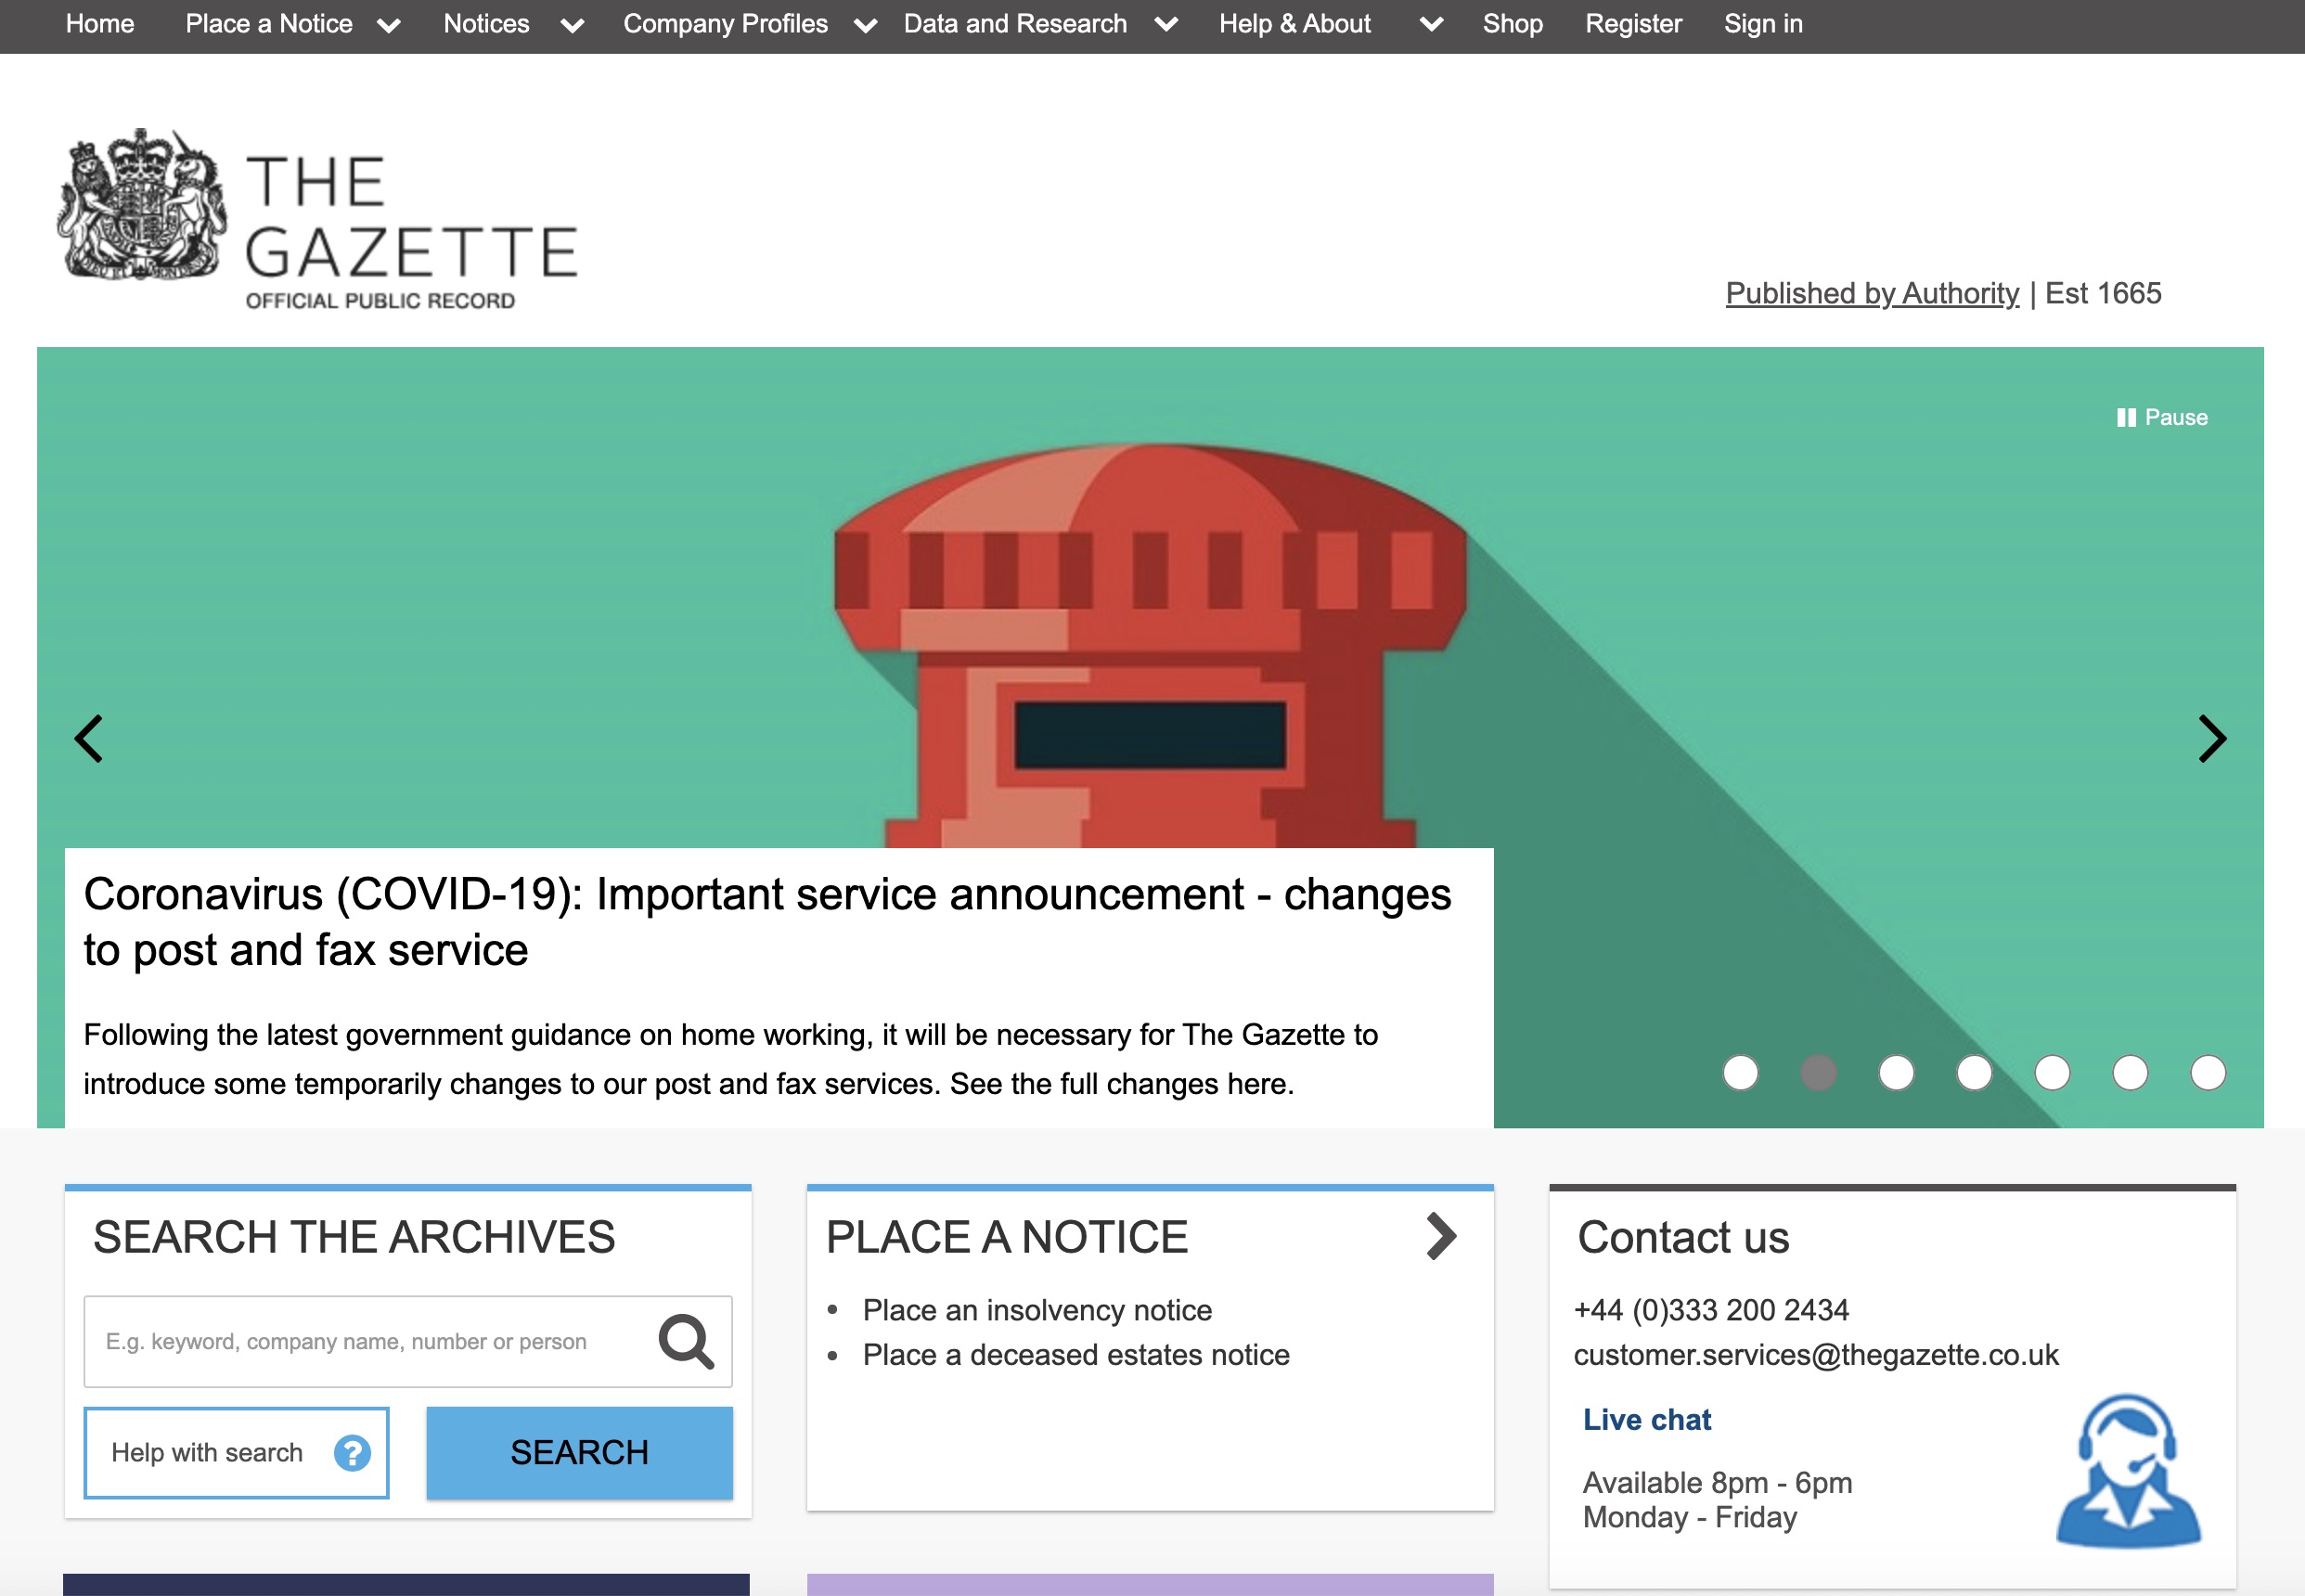 Home Place a Notice Notices Company Profiles Data and Research Help & About Shop Register Sign in
THE
GAZETTE
OFFICIAL PUBLIC RECORD
Published by Authority | Est 1665
Pause
Coronavirus (COVID-19): Important service announcement - changes
to post and fax service
Following the latest government guidance on home working, it will be necessary for The Gazette to
introduce some temporarily changes to our post and fax services. See the full changes here.
SEARCH THE ARCHIVES
E.g. keyword, company name, number or person
Help with search ?
SEARCH
PLACE A NOTICE
• Place an insolvency notice
• Place a deceased estates notice
Contact us
+44 (0)333 200 2434
customer.services@thegazette.co.uk
Live chat
Available 8pm - 6pm
Monday - Friday